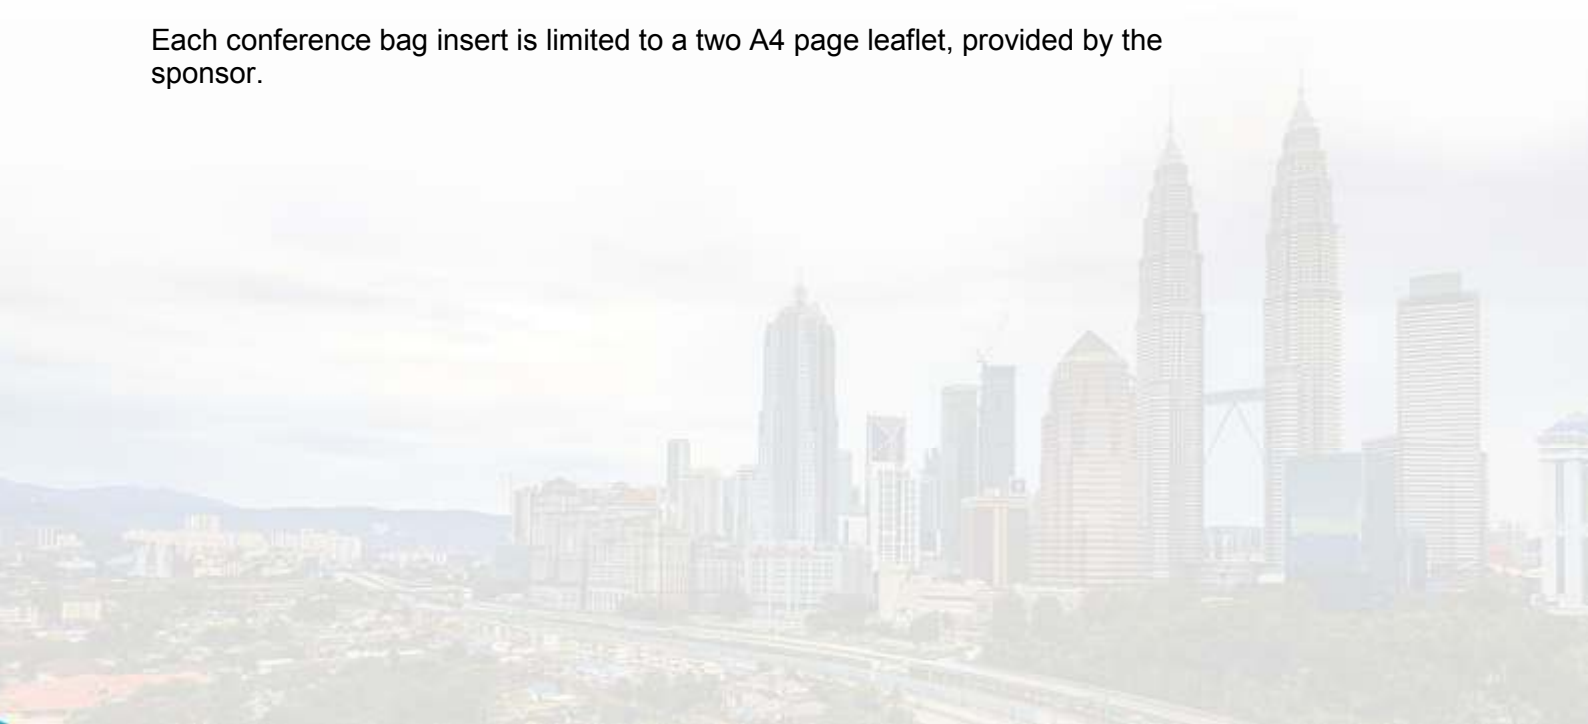 Each conference bag insert is limited to a two A4 page leaflet, provided by the
sponsor.